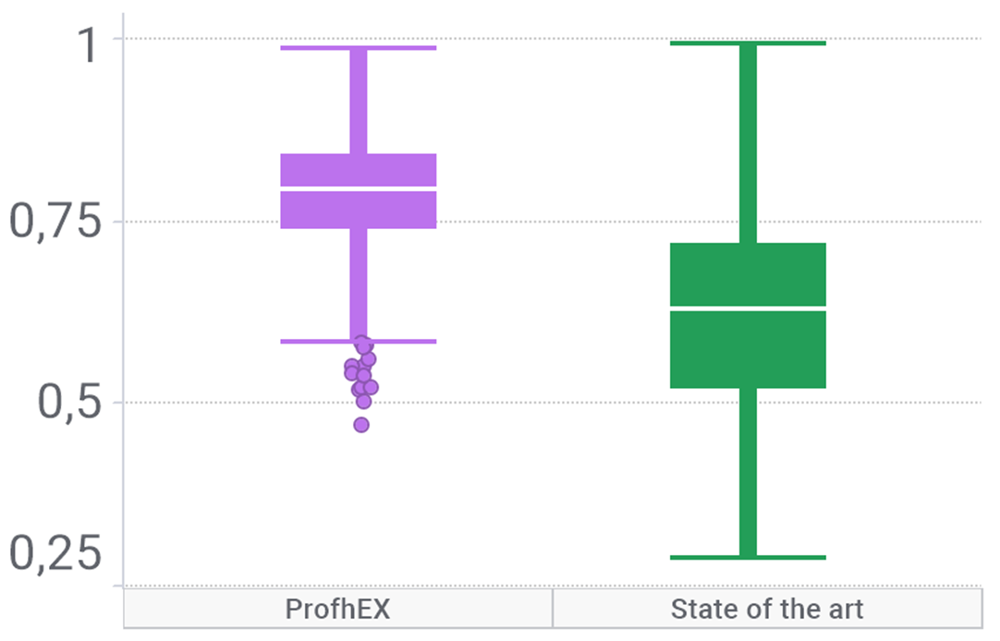 1
0,75
0,5
0,25
ProfhEX
State of the art